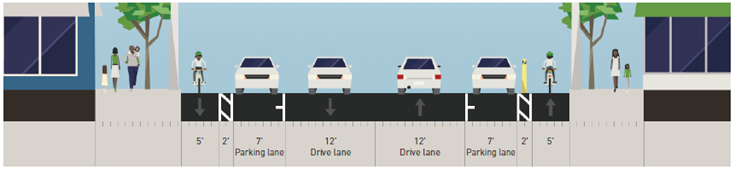 5' 2' 7' 12' 12' 7' 2' 5'
Parking lane Drive lane Drive lane Parking lane